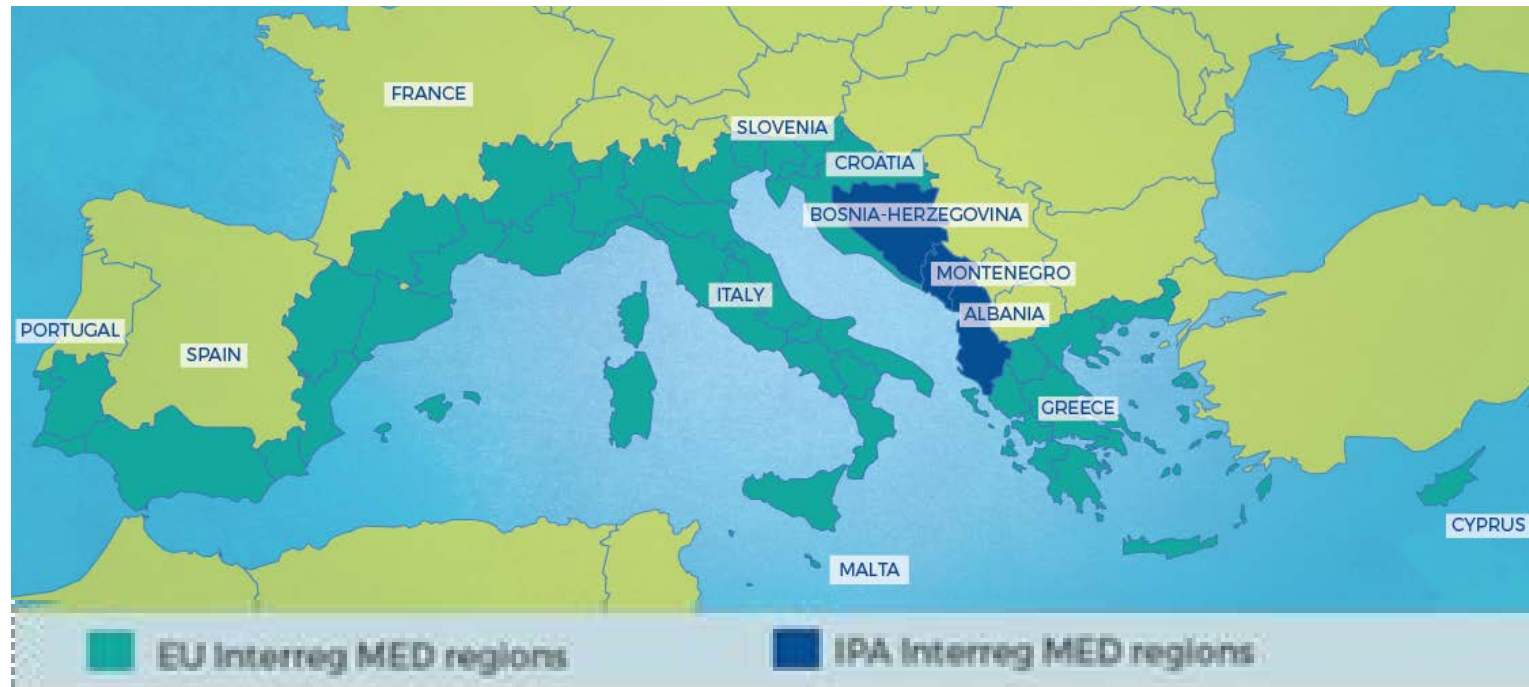 FRANCE
SLOVENIA
CROATIA
BOSNIA-HERZEGOVINA
MONTENEGRO
ITALY
ALBANIA
PORTUGAL
SPAIN
GREECE
CYPRUS
MALTA
EU Interreg MED regions
IPA Interreg MED regions